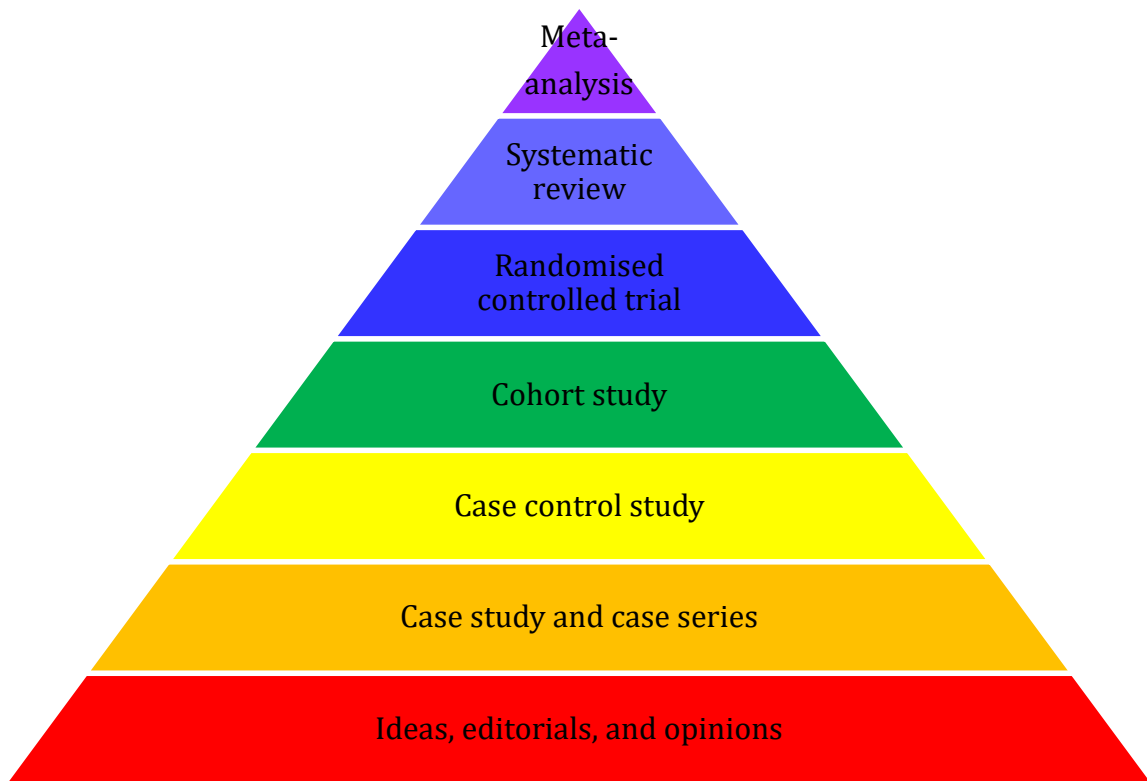 Meta-
analysis
Systematic
review
Randomised
controlled trial
Cohort study
Case control study
Case study and case series
Ideas, editorials, and opinions